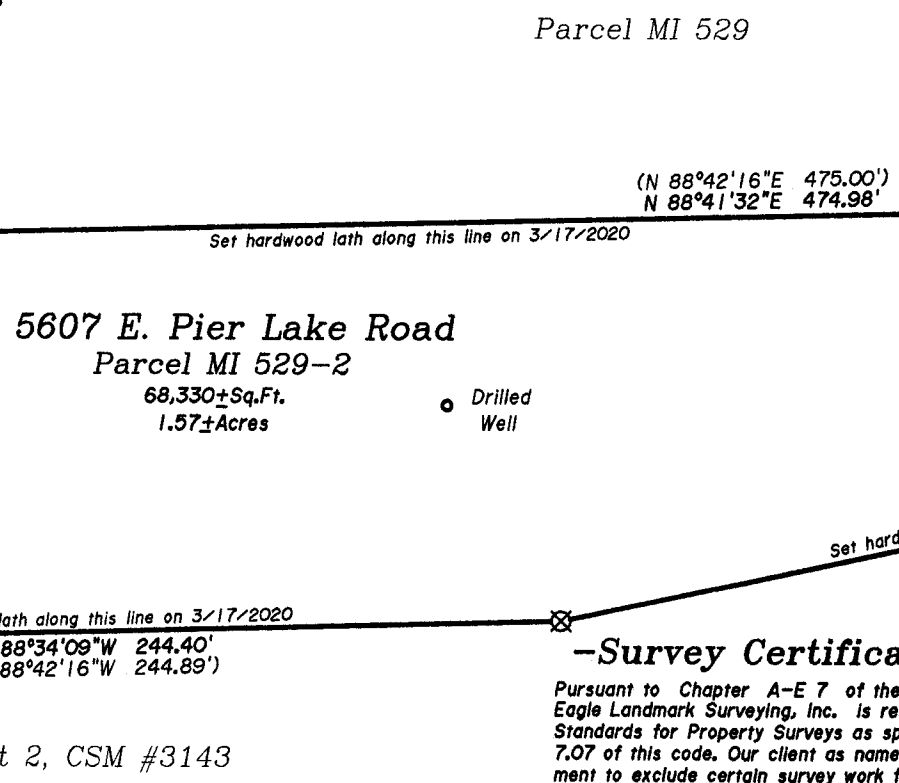 Parcel MI 529
(N 88°42'16"E 475.00')
N 88°41'32"E 474.98'
Set hardwood lath along this line on 3/17/2020
5607 E. Pier Lake Road
Parcel MI 529-2
68,330±Sq.Ft.
1.57±Acres
Drilled
Well
Set hard
lath along this line on 3/17/2020
88°34'09"W 244.40'
88°42'16"W 244.89')
-Survey Certifica
Pursuant to Chapter A-E 7 of the
Eagle Landmark Surveying, Inc. is re
Standards for Property Surveys as sp
7.07 of this code. Our client as name
ment to exclude certain survey work f
t 2, CSM #3143